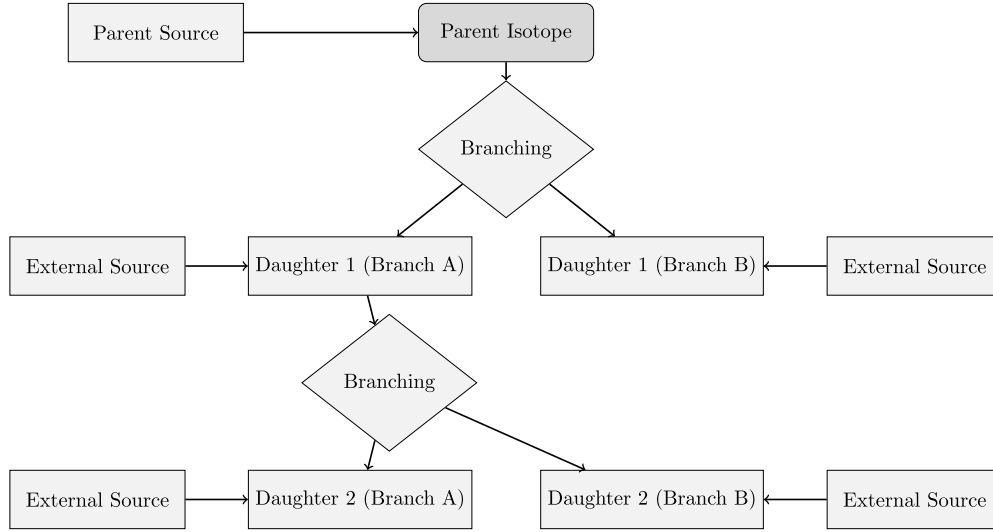 Parent Source
Parent Isotope
Branching
External Source
Daughter 1 (Branch A)
Daughter 1 (Branch B)
External Source
Branching
External Source
Daughter 2 (Branch A)
Daughter 2 (Branch B)
External Source